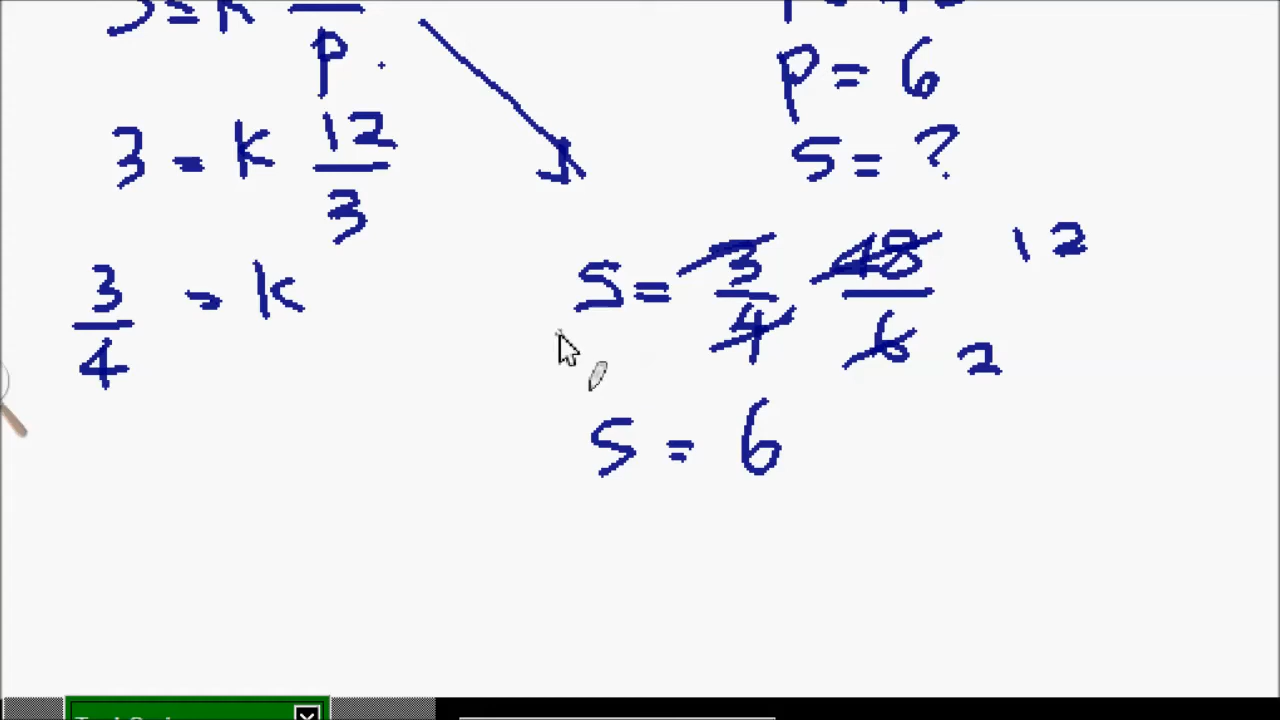 S = K / P
P = 6
3 = K 12/3
S = ?
S = 3/4 48/6 12 2
3/4 = K
S = 6